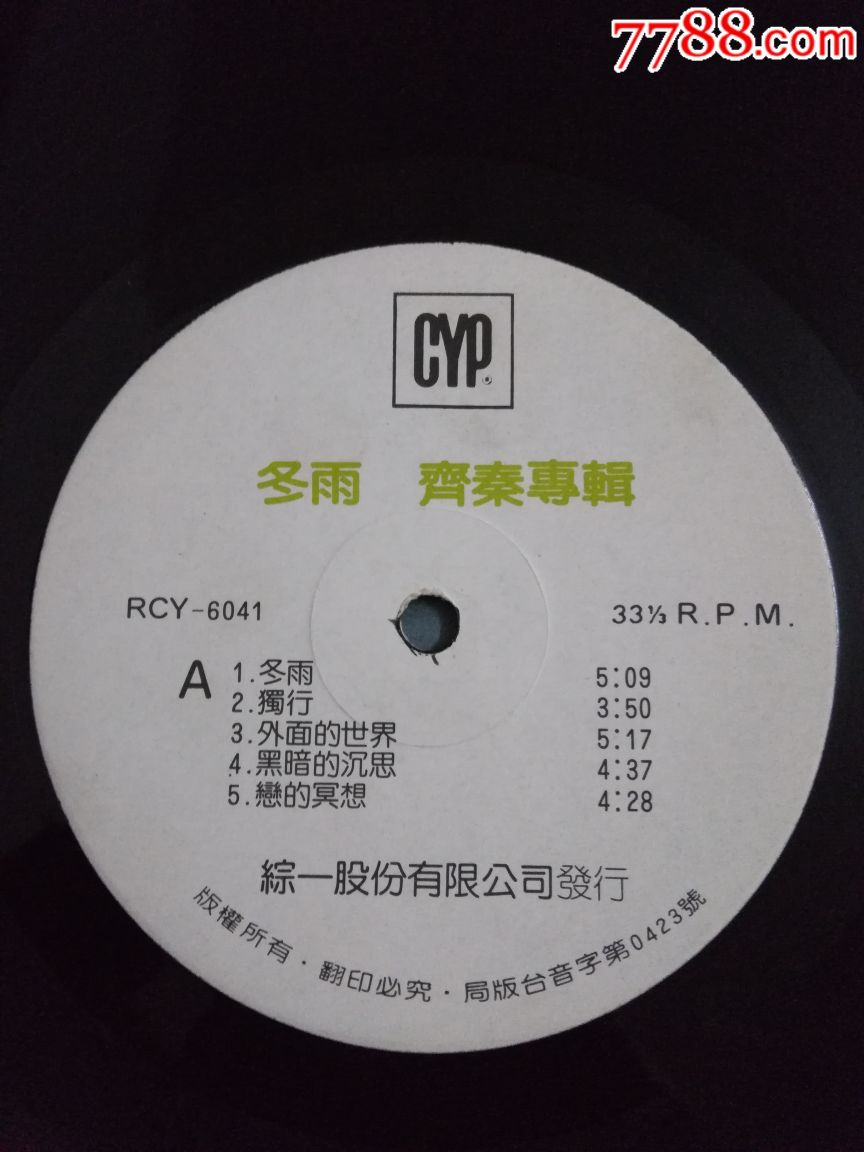 7788.com
CYP
冬雨 齊秦專輯
RCY-6041 33⅓ R.P.M.
A 1.冬雨 5:09
2.獨行 3:50
3.外面的世界 5:17
4.黑暗的沉思 4:37
5.戀的冥想 4:28
綜一股份有限公司發行
版權所有・翻印必究・局版台音字第0423號